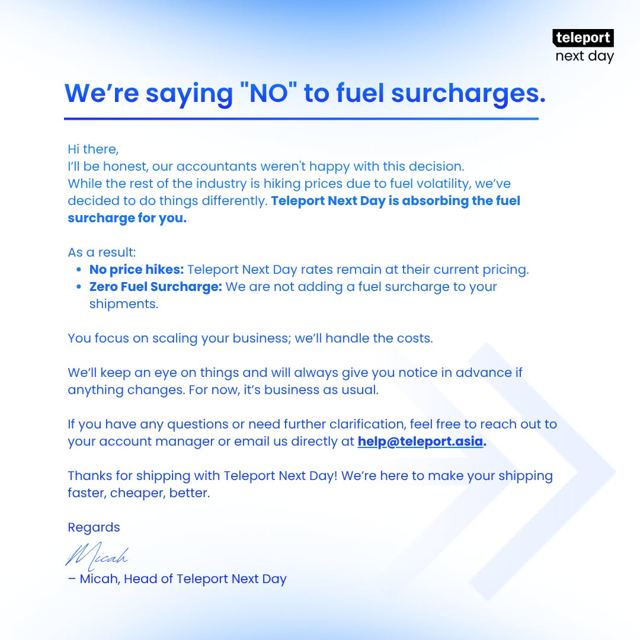 teleport
next day
We’re saying "NO" to fuel surcharges.
Hi there,
I’ll be honest, our accountants weren't happy with this decision.
While the rest of the industry is hiking prices due to fuel volatility, we’ve
decided to do things differently. Teleport Next Day is absorbing the fuel
surcharge for you.
As a result:
• No price hikes: Teleport Next Day rates remain at their current pricing.
• Zero Fuel Surcharge: We are not adding a fuel surcharge to your
shipments.
You focus on scaling your business; we’ll handle the costs.
We’ll keep an eye on things and will always give you notice in advance if
anything changes. For now, it’s business as usual.
If you have any questions or need further clarification, feel free to reach out to
your account manager or email us directly at help@teleport.asia.
Thanks for shipping with Teleport Next Day! We’re here to make your shipping
faster, cheaper, better.
Regards
Micah
– Micah, Head of Teleport Next Day